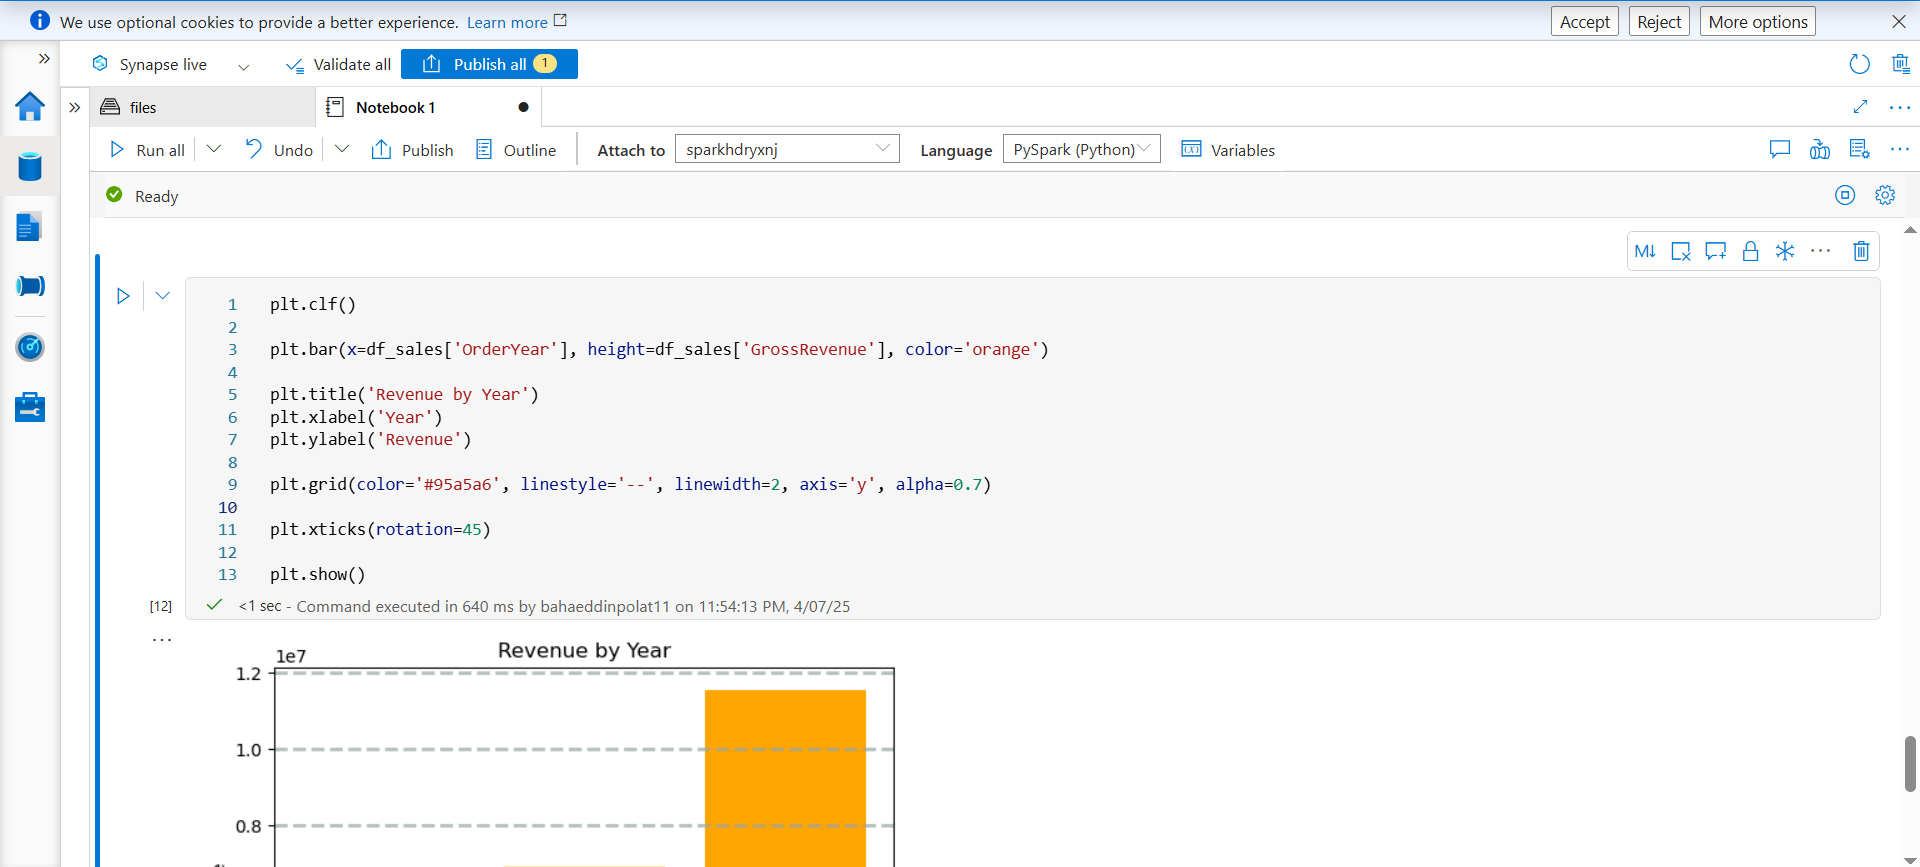 We use optional cookies to provide a better experience. Learn more
Accept
Reject
More options
Synapse live
Validate all
Publish all 1
files
Notebook 1
Run all
Undo
Publish
Outline
Attach to
sparkhdryxnj
Language
PySpark (Python)
Variables
Ready
M↓
1 plt.clf()
2
3 plt.bar(x=df_sales['OrderYear'], height=df_sales['GrossRevenue'], color='orange')
4
5 plt.title('Revenue by Year')
6 plt.xlabel('Year')
7 plt.ylabel('Revenue')
8
9 plt.grid(color='#95a5a6', linestyle='--', linewidth=2, axis='y', alpha=0.7)
10
11 plt.xticks(rotation=45)
12
13 plt.show()
[12] <1 sec - Command executed in 640 ms by bahaeddinpolat11 on 11:54:13 PM, 4/07/25
Revenue by Year
1e7
1.2
1.0
0.8